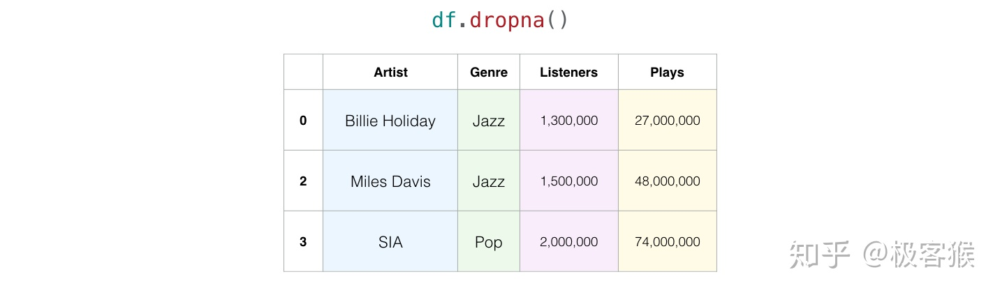 df.dropna()
Artist Genre Listeners Plays
0 Billie Holiday Jazz 1,300,000 27,000,000
2 Miles Davis Jazz 1,500,000 48,000,000
3 SIA Pop 2,000,000 74,000,000
知乎 @极客猴